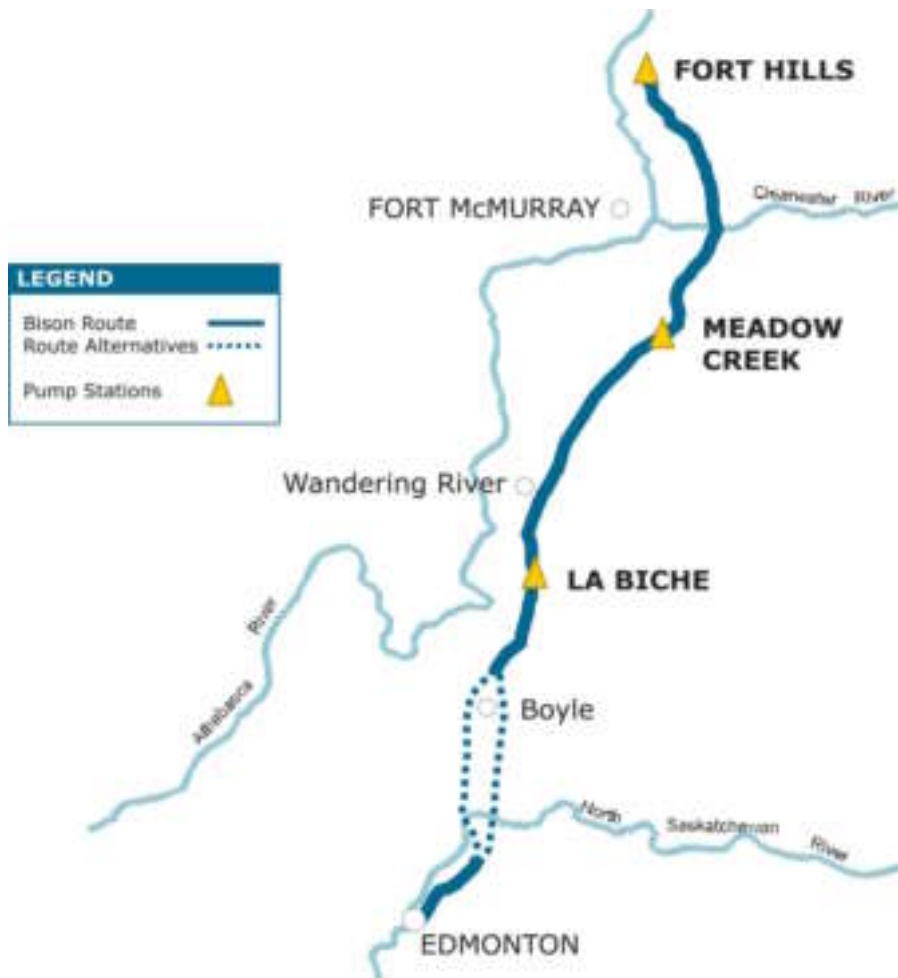 FORT HILLS
Clearwater River
FORT McMURRAY
LEGEND
Bison Route
Route Alternatives
Pump Stations
MEADOW
CREEK
Wandering River
LA BICHE
Athabasca River
Boyle
North Saskatchewan River
EDMONTON